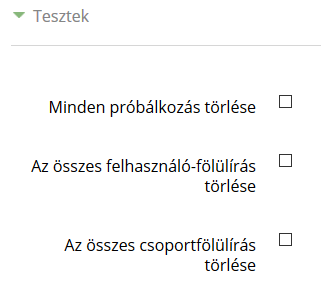 Tesztek
Minden próbálkozás törlése
Az összes felhasználó-fölülírás
törlése
Az összes csoportfölülírás
törlése